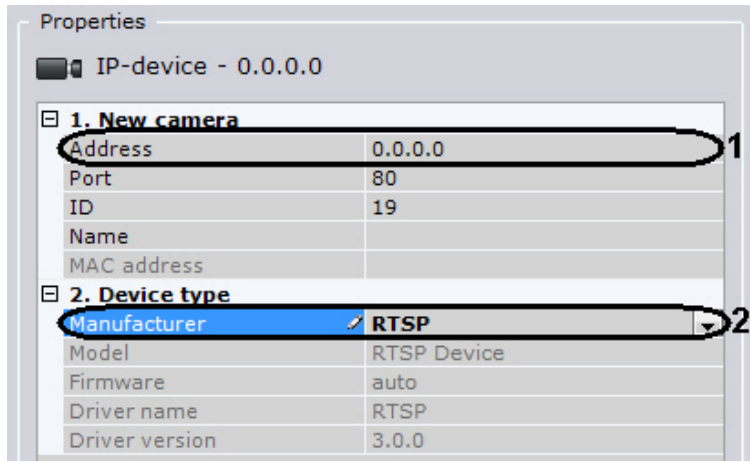 Properties
IP-device - 0.0.0.0
1. New camera
Address 0.0.0.0 1
Port 80
ID 19
Name
MAC address
2. Device type
Manufacturer RTSP 2
Model RTSP Device
Firmware auto
Driver name RTSP
Driver version 3.0.0